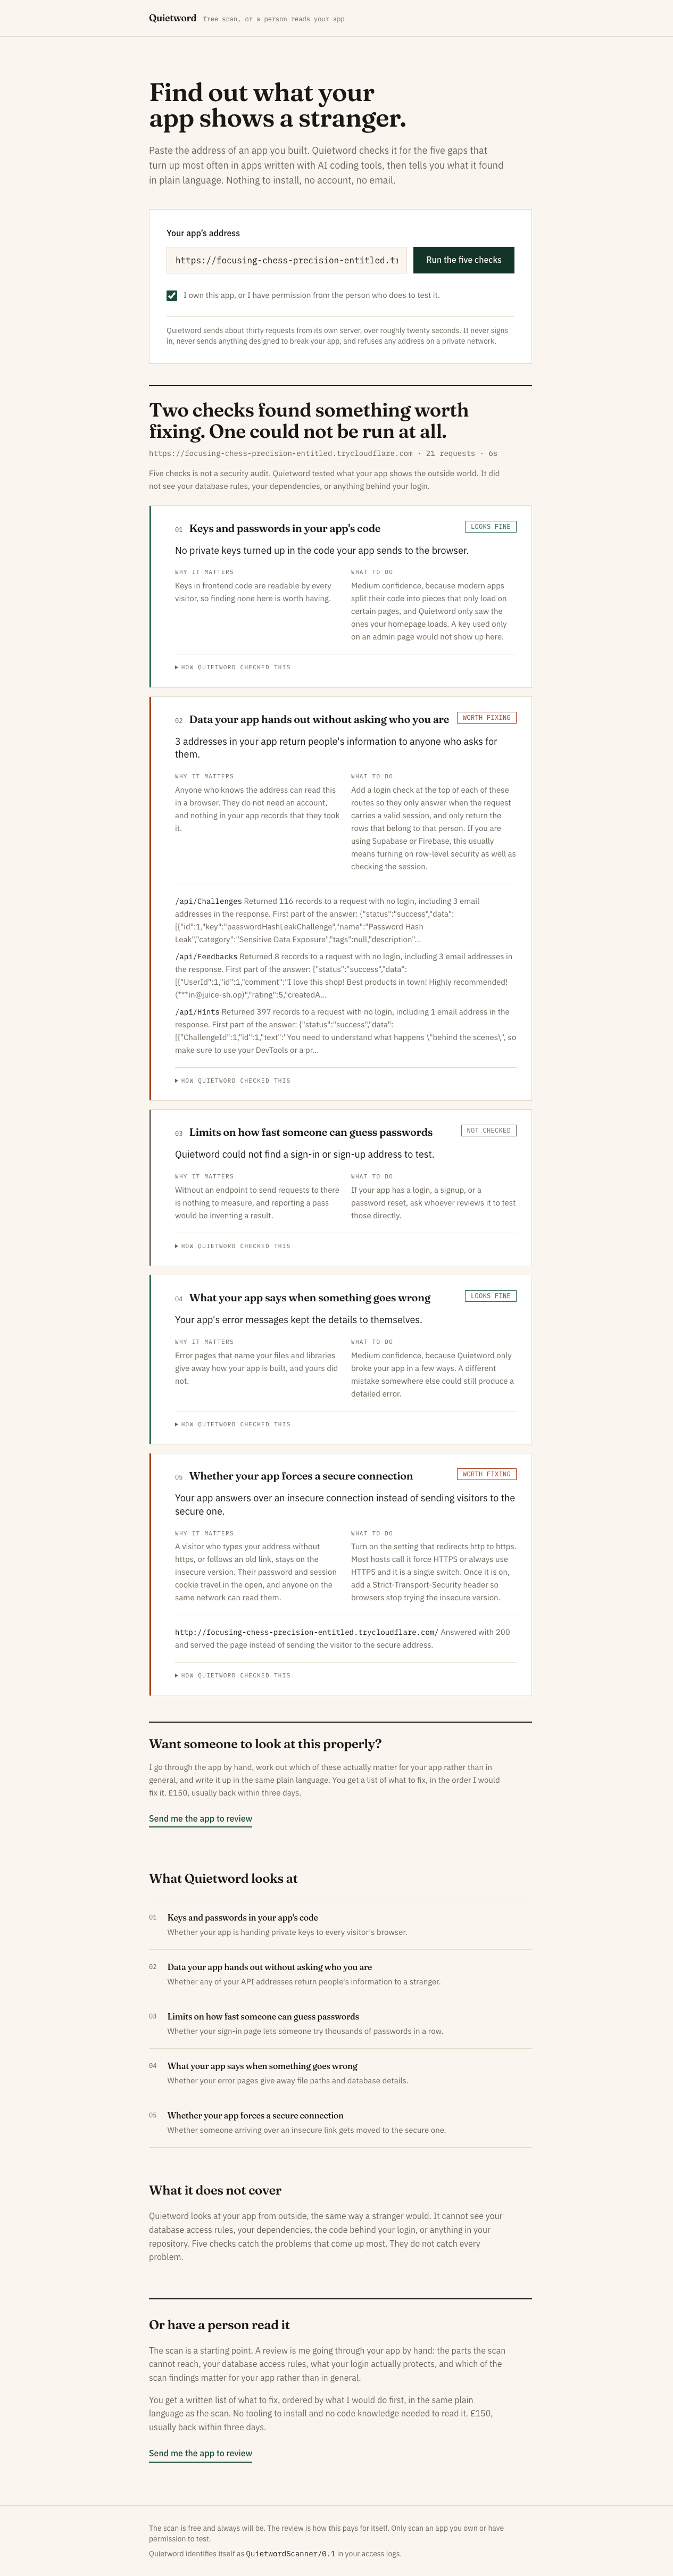 Quietword free scan, or a person reads your app
Find out what your
app shows a stranger.
Paste the address of an app you built. Quietword checks it for the five gaps that
turn up most often in apps written with AI coding tools, then tells you what it found
in plain language. Nothing to install, no account, no email.
Your app's address
https://focusing-chess-precision-entitled.tr
Run the five checks
I own this app, or I have permission from the person who does to test it.
Quietword sends about thirty requests from its own server, over roughly twenty seconds. It never signs
in, never sends anything designed to break your app, and refuses any address on a private network.
Two checks found something worth
fixing. One could not be run at all.
https://focusing-chess-precision-entitled.trycloudflare.com · 21 requests · 6s
Five checks is not a security audit. Quietword tested what your app shows the outside world. It did
not see your database rules, your dependencies, or anything behind your login.
01 Keys and passwords in your app's code
LOOKS FINE
No private keys turned up in the code your app sends to the browser.
WHY IT MATTERS
Keys in frontend code are readable by every
visitor, so finding none here is worth having.
WHAT TO DO
Medium confidence, because modern apps
split their code into pieces that only load on
certain pages, and Quietword only saw the
ones your homepage loads. A key used only
on an admin page would not show up here.
▶ HOW QUIETWORD CHECKED THIS
02 Data your app hands out without asking who you are
WORTH FIXING
3 addresses in your app return people's information to anyone who asks for
them.
WHY IT MATTERS
Anyone who knows the address can read this
in a browser. They do not need an account,
and nothing in your app records that they took
it.
WHAT TO DO
Add a login check at the top of each of these
routes so they only answer when the request
carries a valid session, and only return the
rows that belong to that person. If you are
using Supabase or Firebase, this usually
means turning on row-level security as well as
checking the session.
/api/Challenges Returned 116 records to a request with no login, including 3 email
addresses in the response. First part of the answer: {"status":"success","data":
[{"id":1,"key":"passwordHashLeakChallenge","name":"Password Hash
Leak","category":"Sensitive Data Exposure","tags":null,"description"...
/api/Feedbacks Returned 8 records to a request with no login, including 3 email addresses in
the response. First part of the answer: {"status":"success","data":
[{"UserId":1,"id":1,"comment":"I love this shop! Best products in town! Highly recommended!
(***in@juice-sh.op)","rating":5,"createdA...
/api/Hints Returned 397 records to a request with no login, including 1 email address in the
response. First part of the answer: {"status":"success","data":
[{"ChallengeId":1,"id":1,"text":"You need to understand what happens \"behind the scenes\", so
make sure to use your DevTools or a pr...
▶ HOW QUIETWORD CHECKED THIS
03 Limits on how fast someone can guess passwords
NOT CHECKED
Quietword could not find a sign-in or sign-up address to test.
WHY IT MATTERS
Without an endpoint to send requests to there
is nothing to measure, and reporting a pass
would be inventing a result.
WHAT TO DO
If your app has a login, a signup, or a
password reset, ask whoever reviews it to test
those directly.
▶ HOW QUIETWORD CHECKED THIS
04 What your app says when something goes wrong
LOOKS FINE
Your app's error messages kept the details to themselves.
WHY IT MATTERS
Error pages that name your files and libraries
give away how your app is built, and yours did
not.
WHAT TO DO
Medium confidence, because Quietword only
broke your app in a few ways. A different
mistake somewhere else could still produce a
detailed error.
▶ HOW QUIETWORD CHECKED THIS
05 Whether your app forces a secure connection
WORTH FIXING
Your app answers over an insecure connection instead of sending visitors to the
secure one.
WHY IT MATTERS
A visitor who types your address without
https, or follows an old link, stays on the
insecure version. Their password and session
cookie travel in the open, and anyone on the
same network can read them.
WHAT TO DO
Turn on the setting that redirects http to https.
Most hosts call it force HTTPS or always use
HTTPS and it is a single switch. Once it is on,
add a Strict-Transport-Security header so
browsers stop trying the insecure version.
http://focusing-chess-precision-entitled.trycloudflare.com/ Answered with 200
and served the page instead of sending the visitor to the secure address.
▶ HOW QUIETWORD CHECKED THIS
Want someone to look at this properly?
I go through the app by hand, work out which of these actually matter for your app rather than in
general, and write it up in the same plain language. You get a list of what to fix, in the order I would
fix it. £150, usually back within three days.
Send me the app to review
What Quietword looks at
01 Keys and passwords in your app's code
Whether your app is handing private keys to every visitor's browser.
02 Data your app hands out without asking who you are
Whether any of your API addresses return people's information to a stranger.
03 Limits on how fast someone can guess passwords
Whether your sign-in page lets someone try thousands of passwords in a row.
04 What your app says when something goes wrong
Whether your error pages give away file paths and database details.
05 Whether your app forces a secure connection
Whether someone arriving over an insecure link gets moved to the secure one.
What it does not cover
Quietword looks at your app from outside, the same way a stranger would. It cannot see your
database access rules, your dependencies, the code behind your login, or anything in your
repository. Five checks catch the problems that come up most. They do not catch every
problem.
Or have a person read it
The scan is a starting point. A review is me going through your app by hand: the parts the scan
cannot reach, your database access rules, what your login actually protects, and which of the
scan findings matter for your app rather than in general.
You get a written list of what to fix, ordered by what I would do first, in the same plain
language as the scan. No tooling to install and no code knowledge needed to read it. £150,
usually back within three days.
Send me the app to review
The scan is free and always will be. The review is how this pays for itself. Only scan an app you own or have
permission to test.
Quietword identifies itself as QuietwordScanner/0.1 in your access logs.